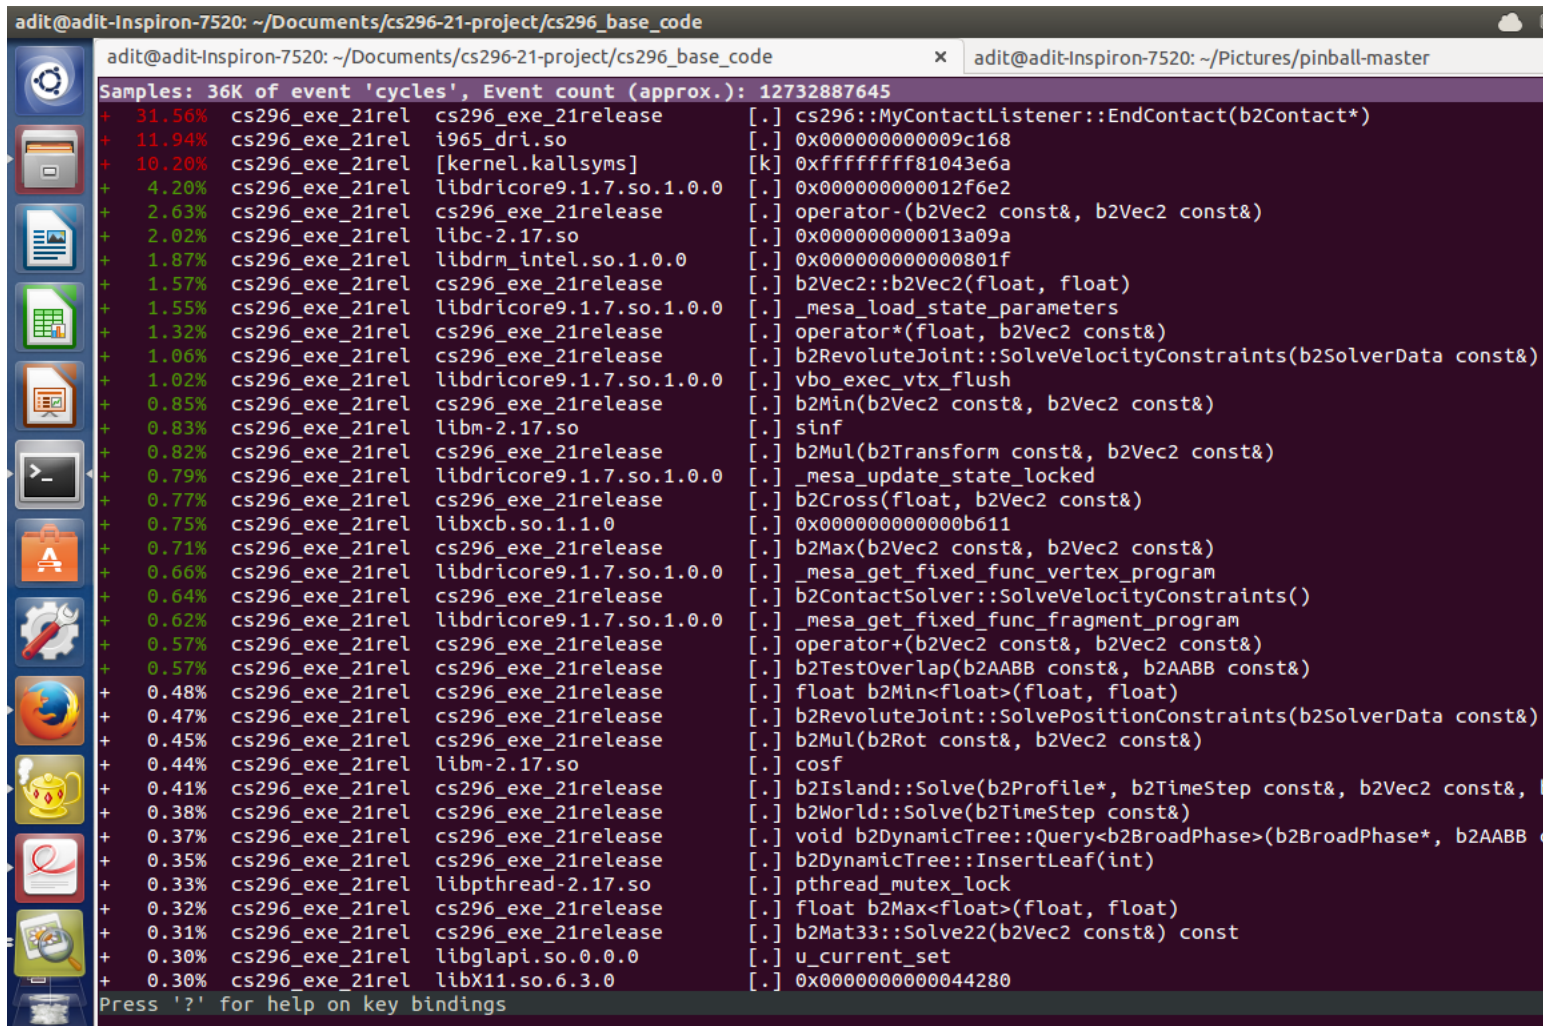 adit@adit-Inspiron-7520: ~/Documents/cs296-21-project/cs296_base_code
adit@adit-Inspiron-7520: ~/Documents/cs296-21-project/cs296_base_code × adit@adit-Inspiron-7520: ~/Pictures/pinball-master
Samples: 36K of event 'cycles', Event count (approx.): 12732887645
+ 31.56% cs296_exe_21rel cs296_exe_21release [.] cs296::MyContactListener::EndContact(b2Contact*)
+ 11.94% cs296_exe_21rel i965_dri.so [.] 0x000000000009c168
+ 10.20% cs296_exe_21rel [kernel.kallsyms] [k] 0xffffffff81043e6a
+ 4.20% cs296_exe_21rel libdricore9.1.7.so.1.0.0 [.] 0x000000000012f6e2
+ 2.63% cs296_exe_21rel cs296_exe_21release [.] operator-(b2Vec2 const&, b2Vec2 const&)
+ 2.02% cs296_exe_21rel libc-2.17.so [.] 0x000000000013a09a
+ 1.87% cs296_exe_21rel libdrm_intel.so.1.0.0 [.] 0x000000000000801f
+ 1.57% cs296_exe_21rel cs296_exe_21release [.] b2Vec2::b2Vec2(float, float)
+ 1.55% cs296_exe_21rel libdricore9.1.7.so.1.0.0 [.] _mesa_load_state_parameters
+ 1.32% cs296_exe_21rel cs296_exe_21release [.] operator*(float, b2Vec2 const&)
+ 1.06% cs296_exe_21rel cs296_exe_21release [.] b2RevoluteJoint::SolveVelocityConstraints(b2SolverData const&)
+ 1.02% cs296_exe_21rel libdricore9.1.7.so.1.0.0 [.] vbo_exec_vtx_flush
+ 0.85% cs296_exe_21rel cs296_exe_21release [.] b2Min(b2Vec2 const&, b2Vec2 const&)
+ 0.83% cs296_exe_21rel libm-2.17.so [.] sinf
+ 0.82% cs296_exe_21rel cs296_exe_21release [.] b2Mul(b2Transform const&, b2Vec2 const&)
+ 0.79% cs296_exe_21rel libdricore9.1.7.so.1.0.0 [.] _mesa_update_state_locked
+ 0.77% cs296_exe_21rel cs296_exe_21release [.] b2Cross(float, b2Vec2 const&)
+ 0.75% cs296_exe_21rel libxcb.so.1.1.0 [.] 0x000000000000b611
+ 0.71% cs296_exe_21rel cs296_exe_21release [.] b2Max(b2Vec2 const&, b2Vec2 const&)
+ 0.66% cs296_exe_21rel libdricore9.1.7.so.1.0.0 [.] _mesa_get_fixed_func_vertex_program
+ 0.64% cs296_exe_21rel cs296_exe_21release [.] b2ContactSolver::SolveVelocityConstraints()
+ 0.62% cs296_exe_21rel libdricore9.1.7.so.1.0.0 [.] _mesa_get_fixed_func_fragment_program
+ 0.57% cs296_exe_21rel cs296_exe_21release [.] operator+(b2Vec2 const&, b2Vec2 const&)
+ 0.57% cs296_exe_21rel cs296_exe_21release [.] b2TestOverlap(b2AABB const&, b2AABB const&)
+ 0.48% cs296_exe_21rel cs296_exe_21release [.] float b2Min<float>(float, float)
+ 0.47% cs296_exe_21rel cs296_exe_21release [.] b2RevoluteJoint::SolvePositionConstraints(b2SolverData const&)
+ 0.45% cs296_exe_21rel cs296_exe_21release [.] b2Mul(b2Rot const&, b2Vec2 const&)
+ 0.44% cs296_exe_21rel libm-2.17.so [.] cosf
+ 0.41% cs296_exe_21rel cs296_exe_21release [.] b2Island::Solve(b2Profile*, b2TimeStep const&, b2Vec2 const&,
+ 0.38% cs296_exe_21rel cs296_exe_21release [.] b2World::Solve(b2TimeStep const&)
+ 0.37% cs296_exe_21rel cs296_exe_21release [.] void b2DynamicTree::Query<b2BroadPhase>(b2BroadPhase*, b2AABB
+ 0.35% cs296_exe_21rel cs296_exe_21release [.] b2DynamicTree::InsertLeaf(int)
+ 0.33% cs296_exe_21rel libpthread-2.17.so [.] pthread_mutex_lock
+ 0.32% cs296_exe_21rel cs296_exe_21release [.] float b2Max<float>(float, float)
+ 0.31% cs296_exe_21rel cs296_exe_21release [.] b2Mat33::Solve22(b2Vec2 const&) const
+ 0.30% cs296_exe_21rel libglapi.so.0.0.0 [.] u_current_set
+ 0.30% cs296_exe_21rel libX11.so.6.3.0 [.] 0x0000000000044280
Press '?' for help on key bindings